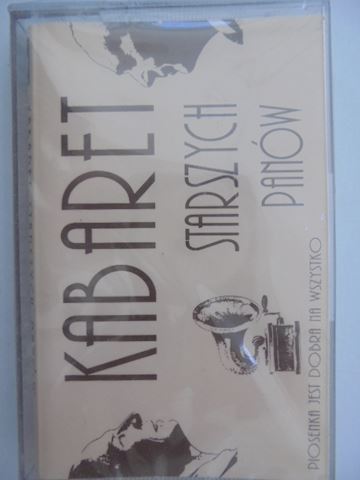 KABARET
STARSZYCH
PANÓW
PIOSENKA JEST DOBRA NA WSZYSTKO